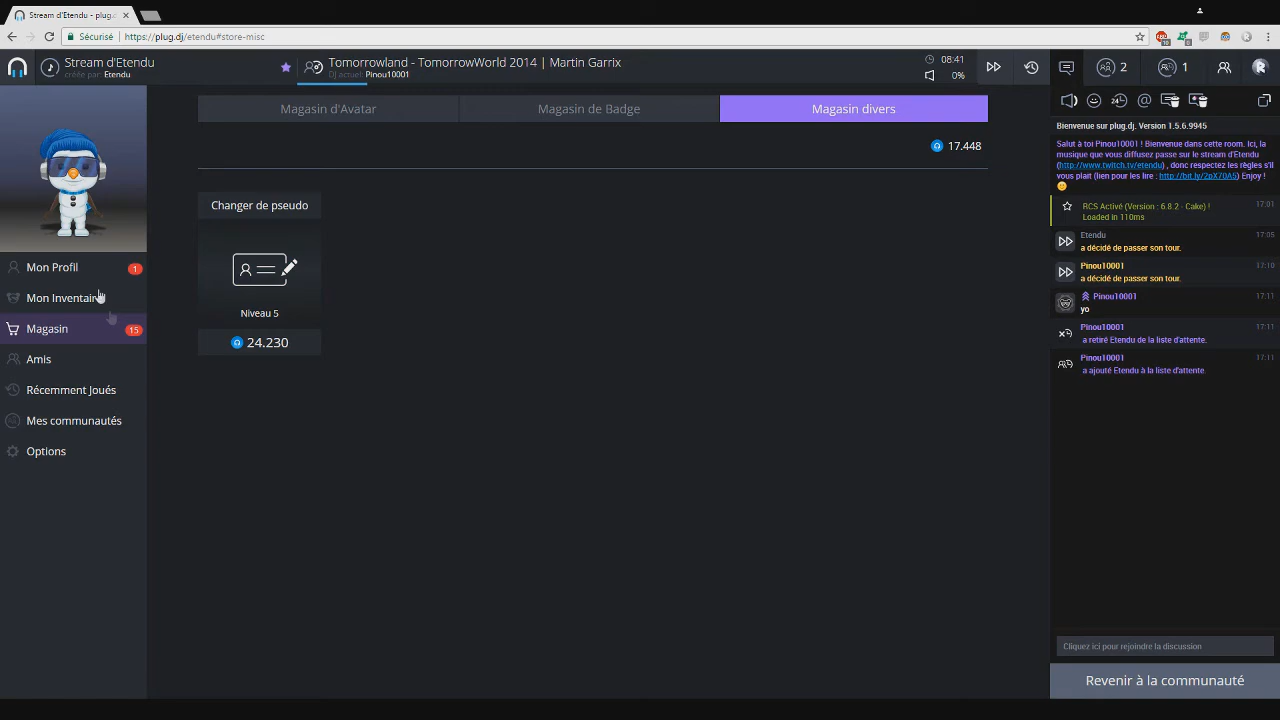 Stream d'Etendu - plug.
Sécurisé
https://plug.dj/etendu#store-misc
Stream d'Etendu
créée par: Etendu
Tomorrowland - TomorrowWorld 2014 | Martin Garrix
DJ actuel: Pinou10001
08:41
0%
2
1
Magasin d'Avatar
Magasin de Badge
Magasin divers
17.448
Changer de pseudo
Niveau 5
24.230
Mon Profil
1
Mon Inventaire
Magasin
15
Amis
Récemment Joués
Mes communautés
Options
Bienvenue sur plug.dj. Version 1.5.6.9945
Salut à toi Pinou10001 ! Bienvenue dans cette room. Ici, la
musique que vous diffusez passe sur le stream d'Etendu
(http://www.twitch.tv/etendu) , donc respectez les règles s'il
vous plait (lien pour les lire : http://bit.ly/2pX70A5) Enjoy !
RCS Activé (Version : 6.8.2 - Cake) !
Loaded in 110ms
17:01
Etendu
17:05
a décidé de passer son tour.
Pinou10001
17:10
a décidé de passer son tour.
Pinou10001
17:11
yo
Pinou10001
17:11
a retiré Etendu de la liste d'attente.
Pinou10001
17:11
a ajouté Etendu à la liste d'attente.
Cliquez ici pour rejoindre la discussion
Revenir à la communauté